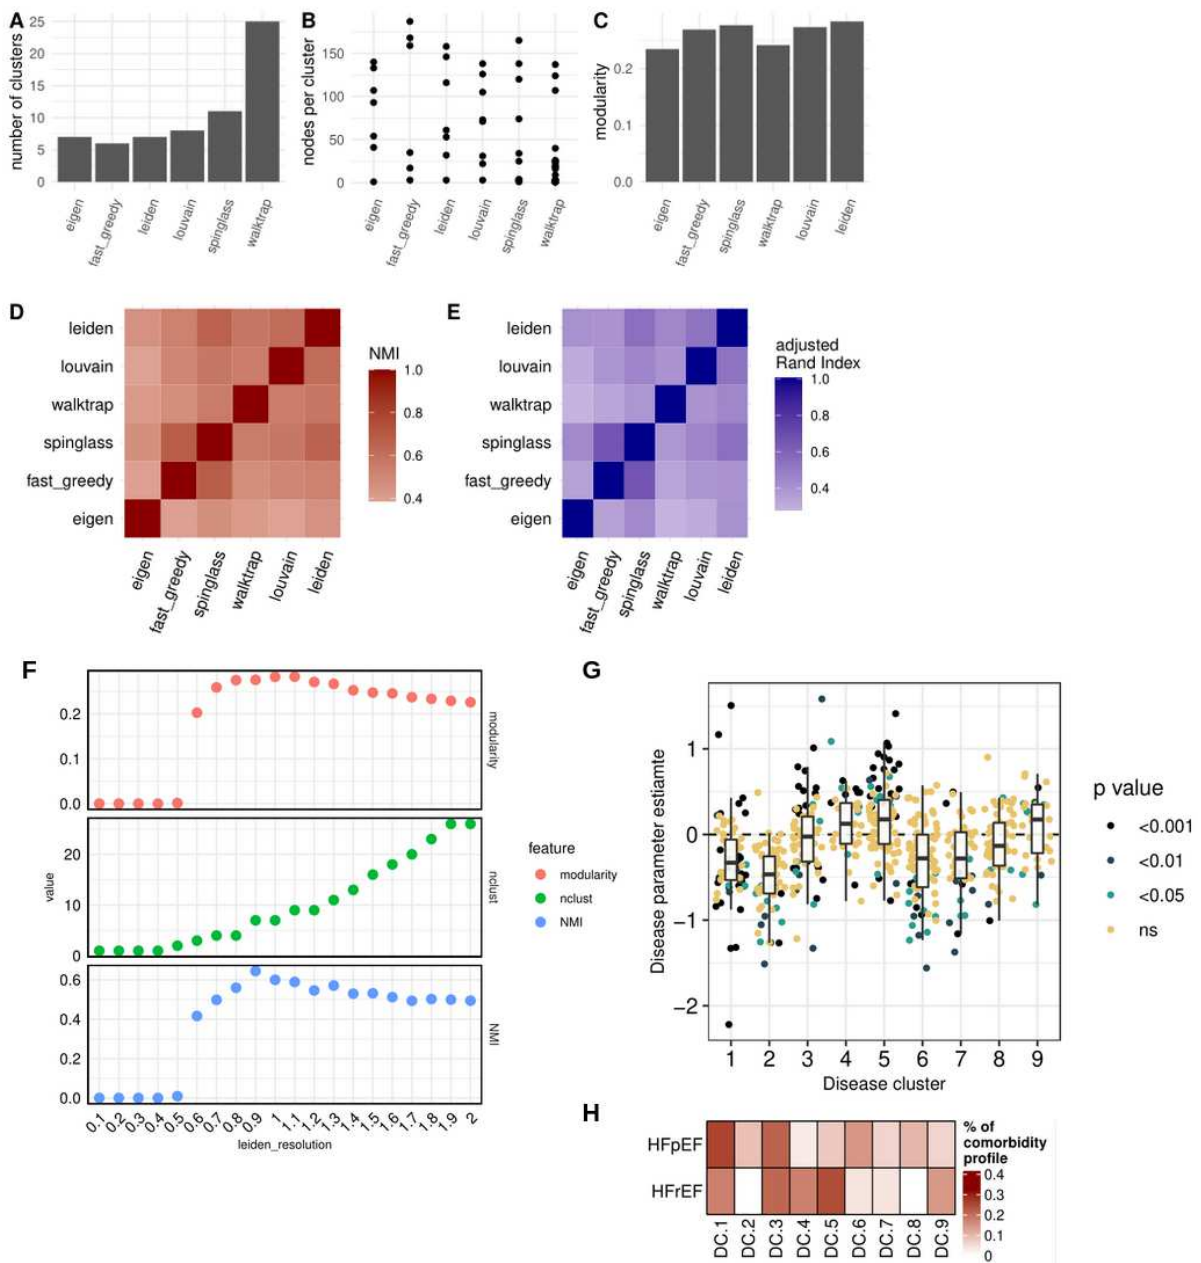 A
number of clusters
25
20
15
10
5
0
eigen
fast_greedy
leiden
louvain
spinglass
walktrap
B
nodes per cluster
150
100
50
0
eigen
fast_greedy
leiden
louvain
spinglass
walktrap
C
modularity
0.2
0.1
0.0
eigen
fast_greedy
spinglass
walktrap
louvain
leiden
D
leiden
louvain
walktrap
spinglass
fast_greedy
eigen
eigen
fast_greedy
spinglass
walktrap
louvain
leiden
NMI
1.0
0.8
0.6
0.4
E
leiden
louvain
walktrap
spinglass
fast_greedy
eigen
eigen
fast_greedy
spinglass
walktrap
louvain
leiden
adjusted
Rand Index
1.0
0.8
0.6
0.4
F
value
0.2
0.1
0.0
modularity
20
10
0
nclust
0.6
0.4
0.2
0.0
NMI
0.1
0.2
0.3
0.4
0.5
0.6
0.7
0.8
0.9
1
1.1
1.2
1.3
1.4
1.5
1.6
1.7
1.8
1.9
2
leiden_resolution
feature
modularity
nclust
NMI
G
Disease parameter estiamte
1
0
−1
−2
1 2 3 4 5 6 7 8 9
Disease cluster
p value
<0.001
<0.01
<0.05
ns
H
HFpEF
HFrEF
DC.1
DC.2
DC.3
DC.4
DC.5
DC.6
DC.7
DC.8
DC.9
% of
comorbidity
profile
0.4
0.3
0.2
0.1
0